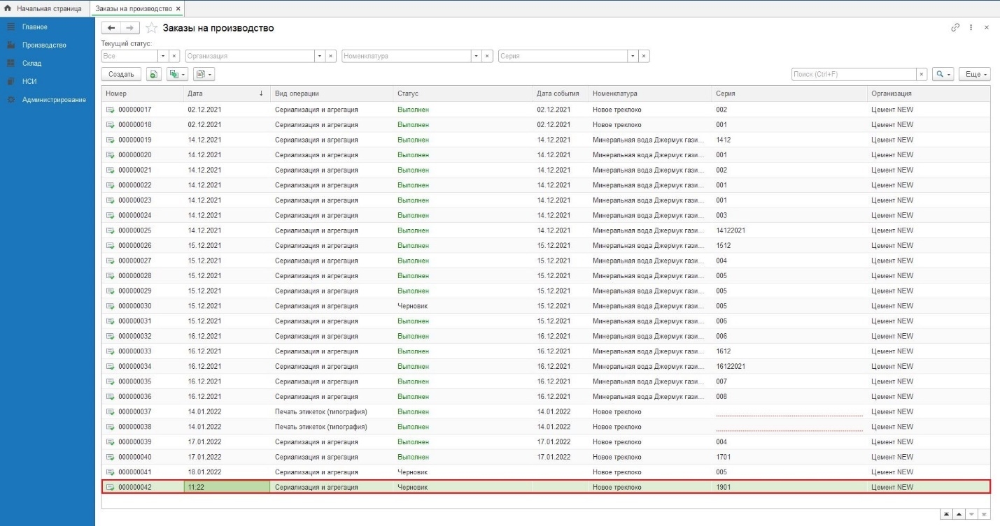 Начальная страница Заказы на производство ×
Главное
Производство
Склад
НСИ
Администрирование
Заказы на производство
Текущий статус:
Все Организация Номенклатура Серия
Создать Поиск (Ctrl+F) × Еще
Номер Дата ↓ Вид операции Статус Дата события Номенклатура Серия Организация
000000017 02.12.2021 Сериализация и агрегация Выполнен 02.12.2021 Новое треклоко 002 Цемент NEW
000000018 02.12.2021 Сериализация и агрегация Выполнен 02.12.2021 Новое треклоко 001 Цемент NEW
000000019 14.12.2021 Сериализация и агрегация Выполнен 14.12.2021 Минеральная вода Джермук гази... 1412 Цемент NEW
000000020 14.12.2021 Сериализация и агрегация Выполнен 14.12.2021 Минеральная вода Джермук гази... 001 Цемент NEW
000000021 14.12.2021 Сериализация и агрегация Выполнен 14.12.2021 Минеральная вода Джермук гази... 002 Цемент NEW
000000022 14.12.2021 Сериализация и агрегация Выполнен 14.12.2021 Минеральная вода Джермук гази... 001 Цемент NEW
000000023 14.12.2021 Сериализация и агрегация Выполнен 14.12.2021 Минеральная вода Джермук гази... 001 Цемент NEW
000000024 14.12.2021 Сериализация и агрегация Выполнен 14.12.2021 Минеральная вода Джермук гази... 003 Цемент NEW
000000025 14.12.2021 Сериализация и агрегация Выполнен 14.12.2021 Минеральная вода Джермук гази... 14122021 Цемент NEW
000000026 15.12.2021 Сериализация и агрегация Выполнен 15.12.2021 Минеральная вода Джермук гази... 1512 Цемент NEW
000000027 15.12.2021 Сериализация и агрегация Выполнен 15.12.2021 Минеральная вода Джермук гази... 004 Цемент NEW
000000028 15.12.2021 Сериализация и агрегация Выполнен 15.12.2021 Минеральная вода Джермук гази... 005 Цемент NEW
000000029 15.12.2021 Сериализация и агрегация Выполнен 15.12.2021 Минеральная вода Джермук гази... 005 Цемент NEW
000000030 15.12.2021 Сериализация и агрегация Черновик 15.12.2021 Минеральная вода Джермук гази... 005 Цемент NEW
000000031 15.12.2021 Сериализация и агрегация Выполнен 15.12.2021 Минеральная вода Джермук гази... 006 Цемент NEW
000000032 16.12.2021 Сериализация и агрегация Выполнен 16.12.2021 Минеральная вода Джермук гази... 006 Цемент NEW
000000033 16.12.2021 Сериализация и агрегация Выполнен 16.12.2021 Минеральная вода Джермук гази... 1612 Цемент NEW
000000034 16.12.2021 Сериализация и агрегация Выполнен 16.12.2021 Минеральная вода Джермук гази... 16122021 Цемент NEW
000000035 16.12.2021 Сериализация и агрегация Выполнен 16.12.2021 Минеральная вода Джермук гази... 007 Цемент NEW
000000036 16.12.2021 Сериализация и агрегация Выполнен 16.12.2021 Минеральная вода Джермук гази... 008 Цемент NEW
000000037 14.01.2022 Печать этикеток (типография) Выполнен 14.01.2022 Новое треклоко Цемент NEW
000000038 14.01.2022 Печать этикеток (типография) Выполнен 14.01.2022 Новое треклоко Цемент NEW
000000039 17.01.2022 Сериализация и агрегация Выполнен 17.01.2022 Новое треклоко 004 Цемент NEW
000000040 17.01.2022 Сериализация и агрегация Выполнен 17.01.2022 Новое треклоко 1701 Цемент NEW
000000041 18.01.2022 Сериализация и агрегация Черновик Новое треклоко 005 Цемент NEW
000000042 11:22 Сериализация и агрегация Черновик Новое треклоко 1901 Цемент NEW